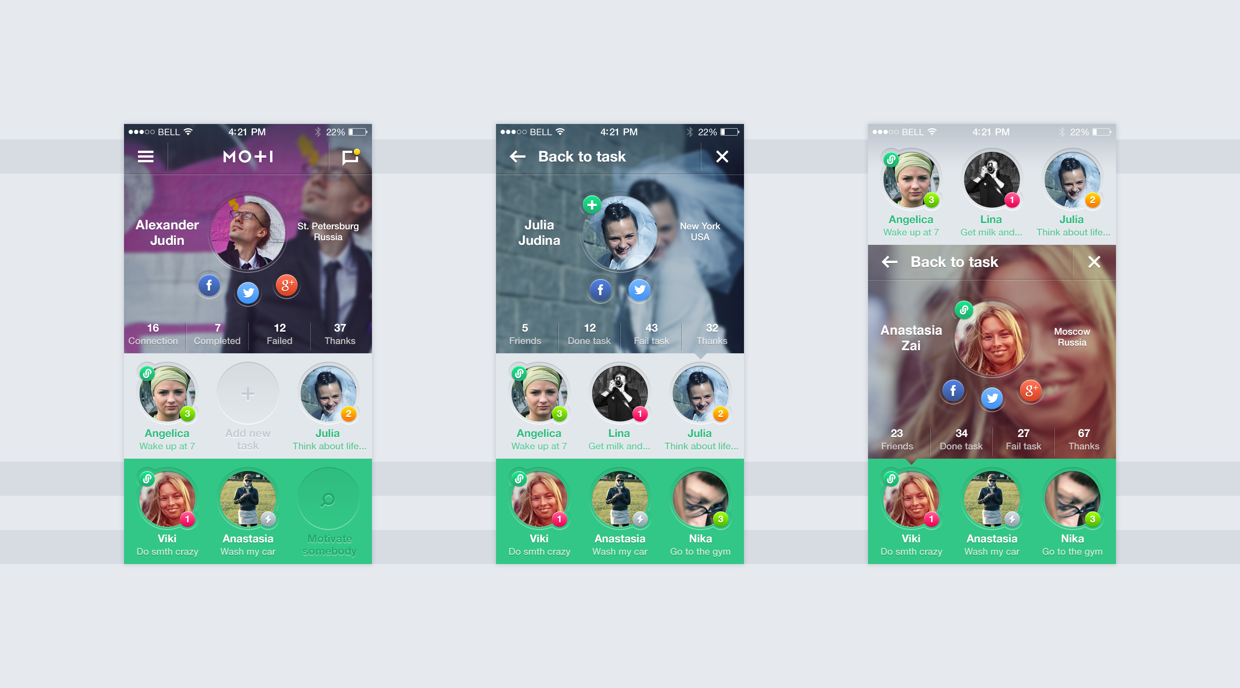 BELL 4:21 PM 22%
MOTI
Alexander
Judin
St. Petersburg
Russia
f
g+
16 7 12 37
Connection Completed Failed Thanks
3 2
Angelica Add new Julia
task
Wake up at 7 Think about life...
1
Viki Anastasia Motivate
somebody
Do smth crazy Wash my car
BELL 4:21 PM 22%
Back to task
Julia
Judina
New York
USA
f
5 12 43 32
Friends Done task Fail task Thanks
3 1 2
Angelica Lina Julia
Wake up at 7 Get milk and... Think about life...
1 3
Viki Anastasia Nika
Do smth crazy Wash my car Go to the gym
BELL 4:21 PM 22%
3 1 2
Angelica Lina Julia
Wake up at 7 Get milk and... Think about life...
Back to task
Anastasia
Zai
Moscow
Russia
f
g+
23 34 27 67
Friends Done task Fail task Thanks
1 3
Viki Anastasia Nika
Do smth crazy Wash my car Go to the gym